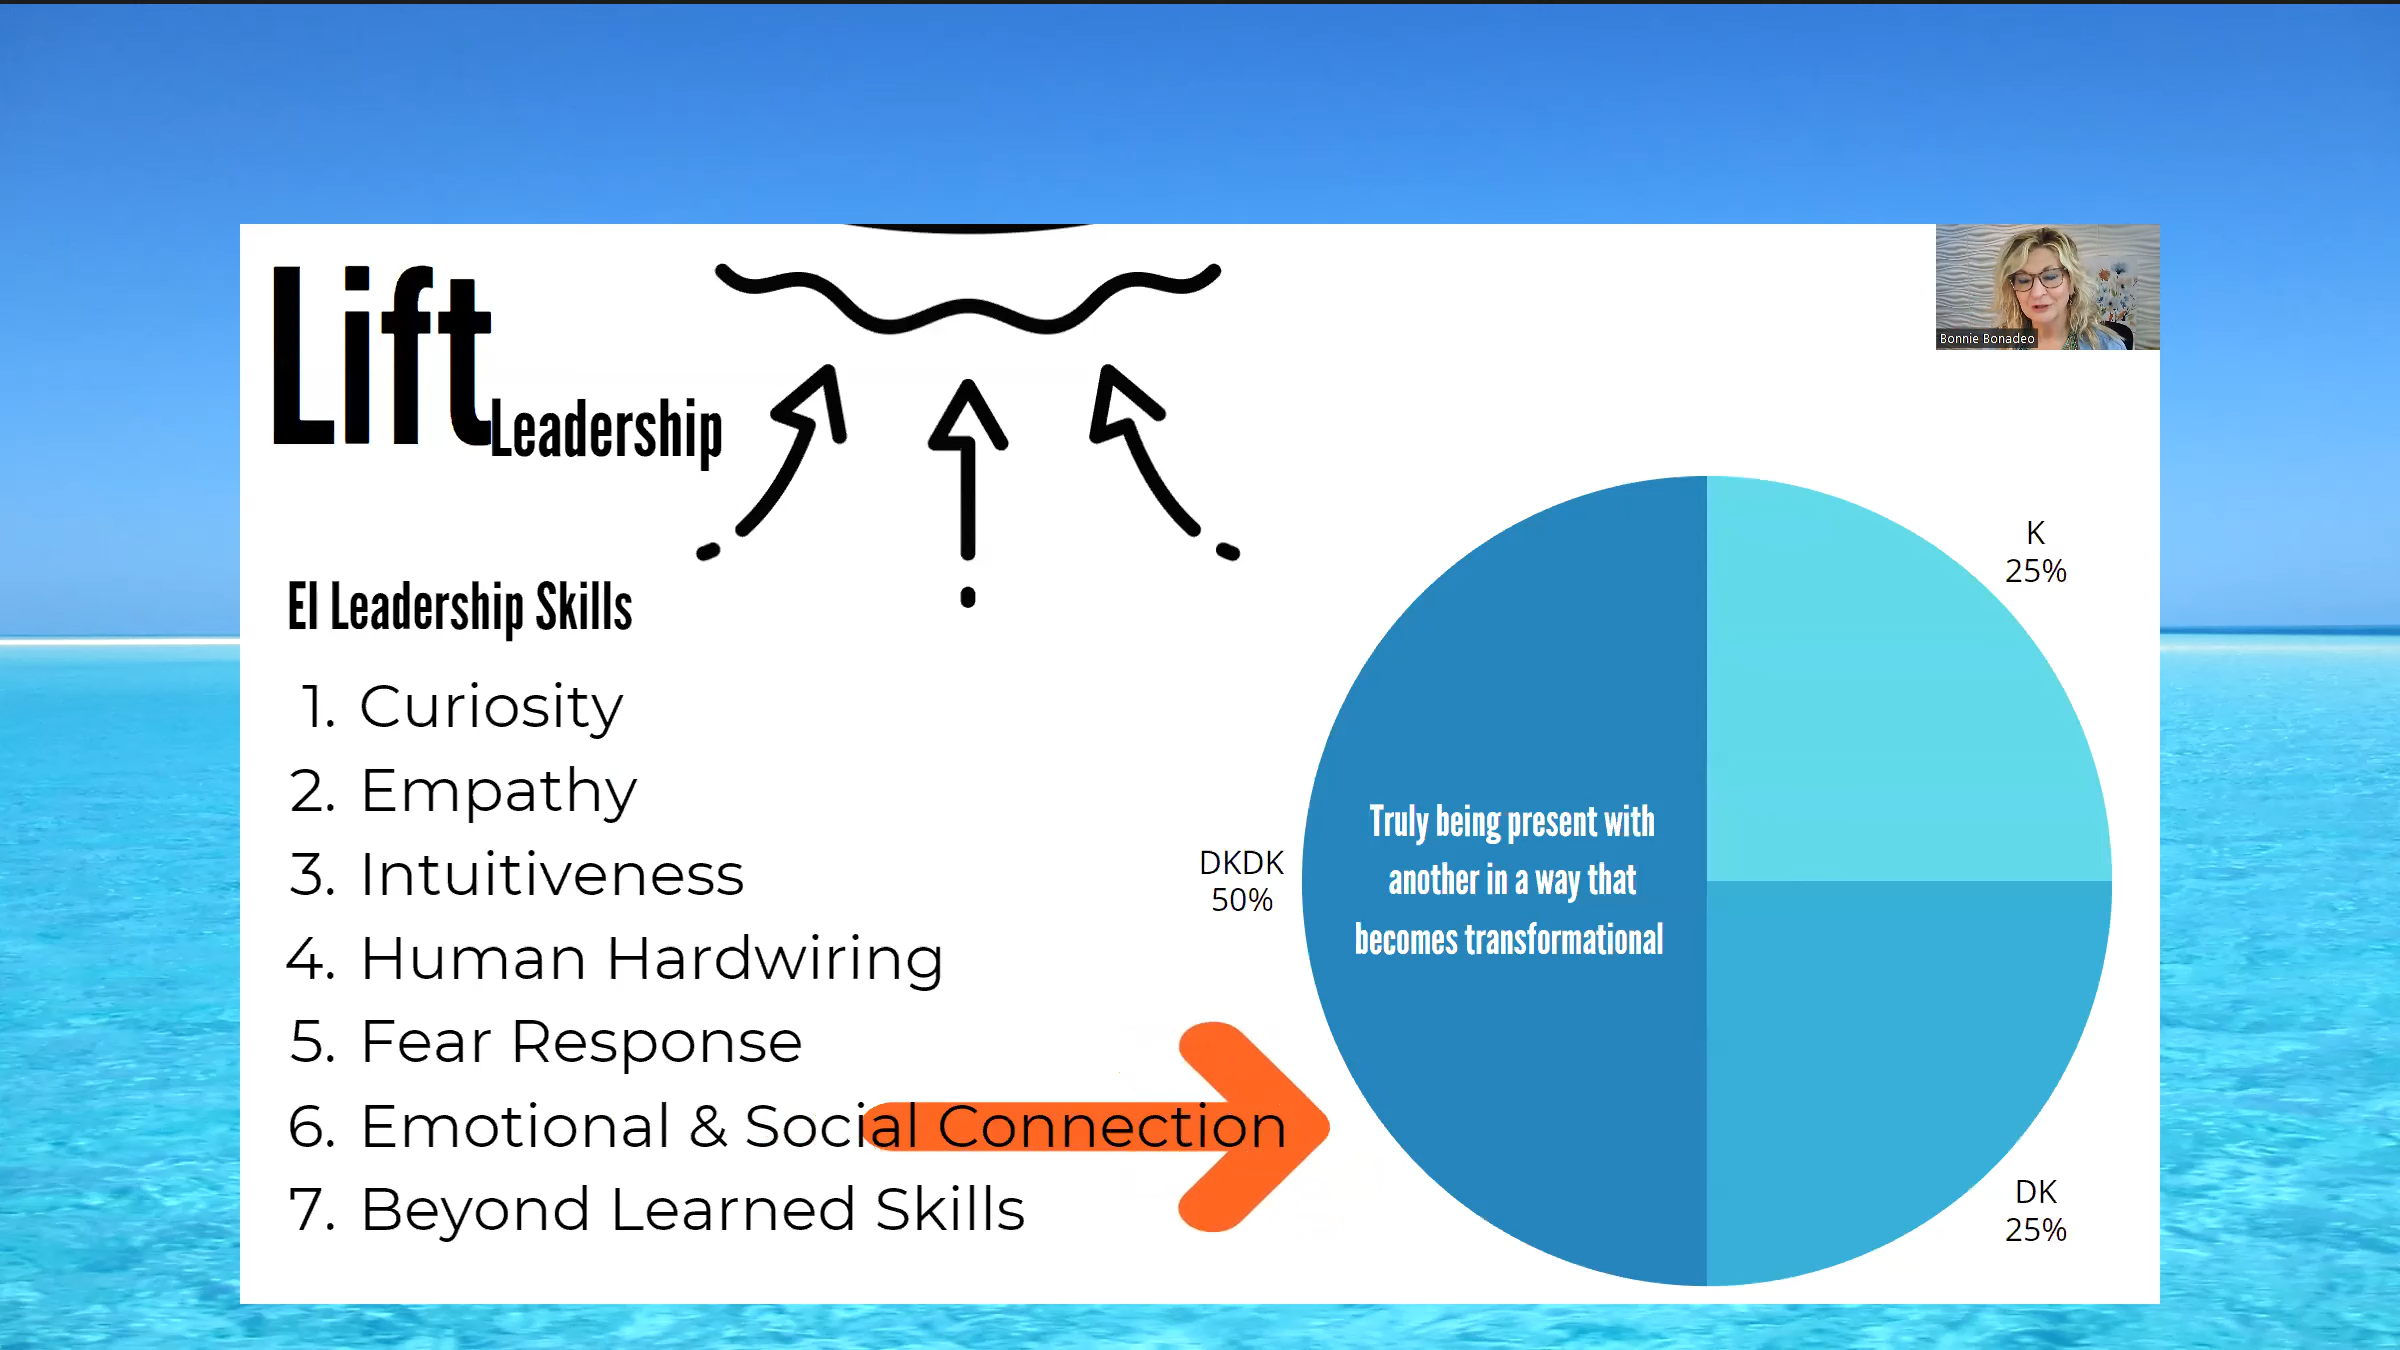 Lift
Leadership
Bonnie Bonadeo
EI Leadership Skills
1. Curiosity
2. Empathy
3. Intuitiveness
4. Human Hardwiring
5. Fear Response
6. Emotional & Social Connection
7. Beyond Learned Skills
K
25%
DKDK
50%
Truly being present with
another in a way that
becomes transformational
DK
25%